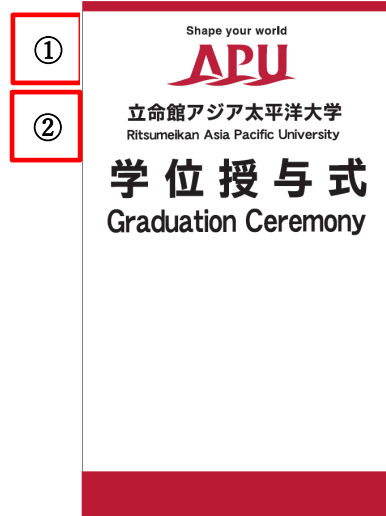 ①
②
Shape your world
APU
立命館アジア太平洋大学
Ritsumeikan Asia Pacific University
学位授与式
Graduation Ceremony